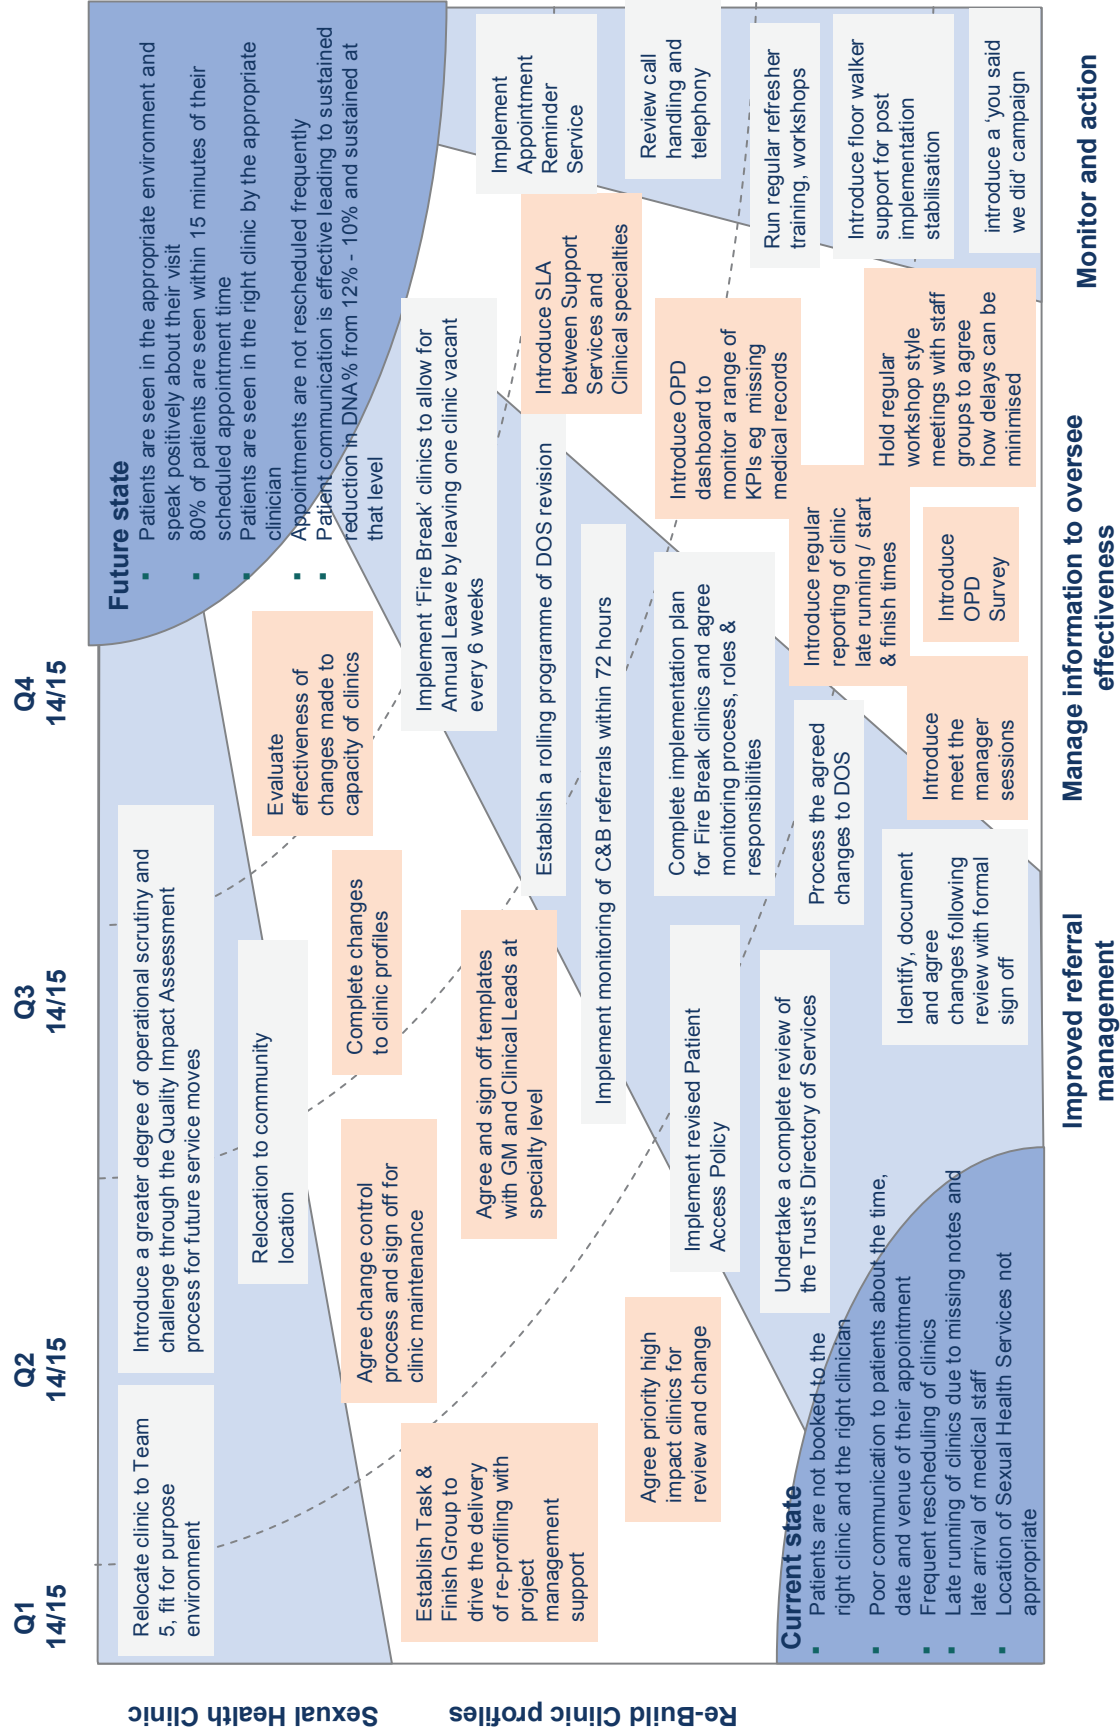 Q1
14/15
Q2
14/15
Q3
14/15
Q4
14/15
Sexual Health Clinic
Relocate clinic to Team
5, fit for purpose
environment
Introduce a greater degree of operational scrutiny and
challenge through the Quality Impact Assessment
process for future service moves
Relocation to community
location
Future state
▪ Patients are seen in the appropriate environment and
speak positively about their visit
▪ 80% of patients are seen within 15 minutes of their
scheduled appointment time
▪ Patients are seen in the right clinic by the appropriate
clinician
▪ Appointments are not rescheduled frequently
▪ Patient communication is effective leading to sustained
reduction in DNA% from 12% - 10% and sustained at
that level
Re-Build Clinic profiles
Establish Task &
Finish Group to
drive the delivery
of re-profiling with
project
management
support
Agree change control
process and sign off for
clinic maintenance
Complete changes
to clinic profiles
Evaluate
effectiveness of
changes made to
capacity of clinics
Agree and sign off templates
with GM and Clinical Leads at
specialty level
Agree priority high
impact clinics for
review and change
Implement ‘Fire Break’ clinics to allow for
Annual Leave by leaving one clinic vacant
every 6 weeks
Establish a rolling programme of DOS revision
Implement monitoring of C&B referrals within 72 hours
Implement revised Patient
Access Policy
Complete implementation plan
for Fire Break clinics and agree
monitoring process, roles &
responsibilities
Undertake a complete review of
the Trust's Directory of Services
Process the agreed
changes to DOS
Identify, document
and agree
changes following
review with formal
sign off
Introduce SLA
between Support
Services and
Clinical specialties
Introduce OPD
dashboard to
monitor a range of
KPIs eg missing
medical records
Introduce regular
reporting of clinic
late running / start
& finish times
Hold regular
workshop style
meetings with staff
groups to agree
how delays can be
minimised
Introduce
meet the
manager
sessions
Introduce
OPD
Survey
Implement
Appointment
Reminder
Service
Review call
handling and
telephony
Run regular refresher
training, workshops
Introduce floor walker
support for post
implementation
stabilisation
introduce a ‘you said
we did’ campaign
Current state
▪ Patients are not booked to the
right clinic and the right clinician
▪ Poor communication to patients about the time,
date and venue of their appointment
▪ Frequent rescheduling of clinics
▪ Late running of clinics due to missing notes and
late arrival of medical staff
▪ Location of Sexual Health Services not
appropriate
Improved referral
management
Manage information to oversee
effectiveness
Monitor and action